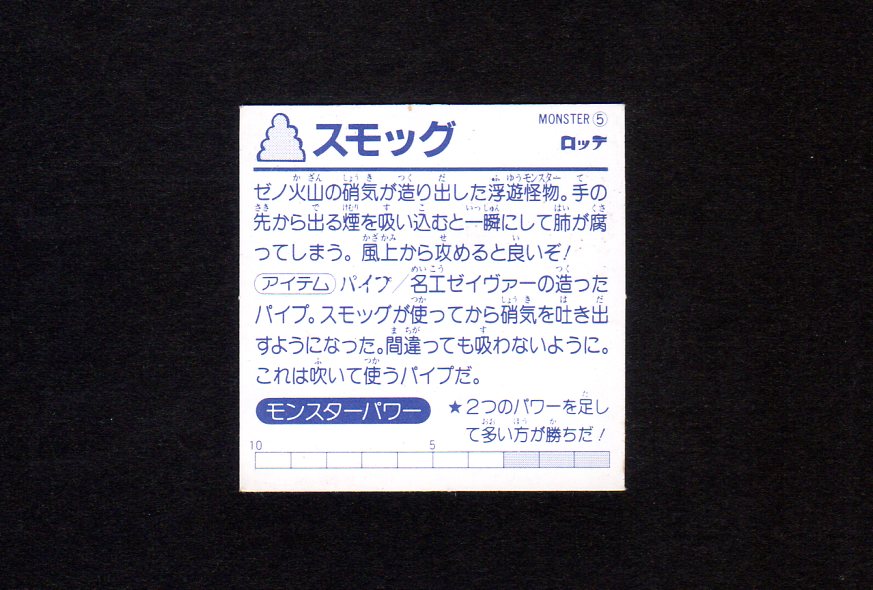 スモッグ
MONSTER⑤
ロッテ
ゼノ火山の硝気が造り出した浮遊怪物。手の
先から出る煙を吸い込むと一瞬にして肺が腐
ってしまう。風上から攻めると良いぞ!
アイテム パイプ/名工ゼイヴァーの造った
パイプ。スモッグが使ってから硝気を吐き出
すようになった。間違っても吸わないように。
これは吹いて使うパイプだ。
モンスターパワー ★2つのパワーを足し
て多い方が勝ちだ!
10 5